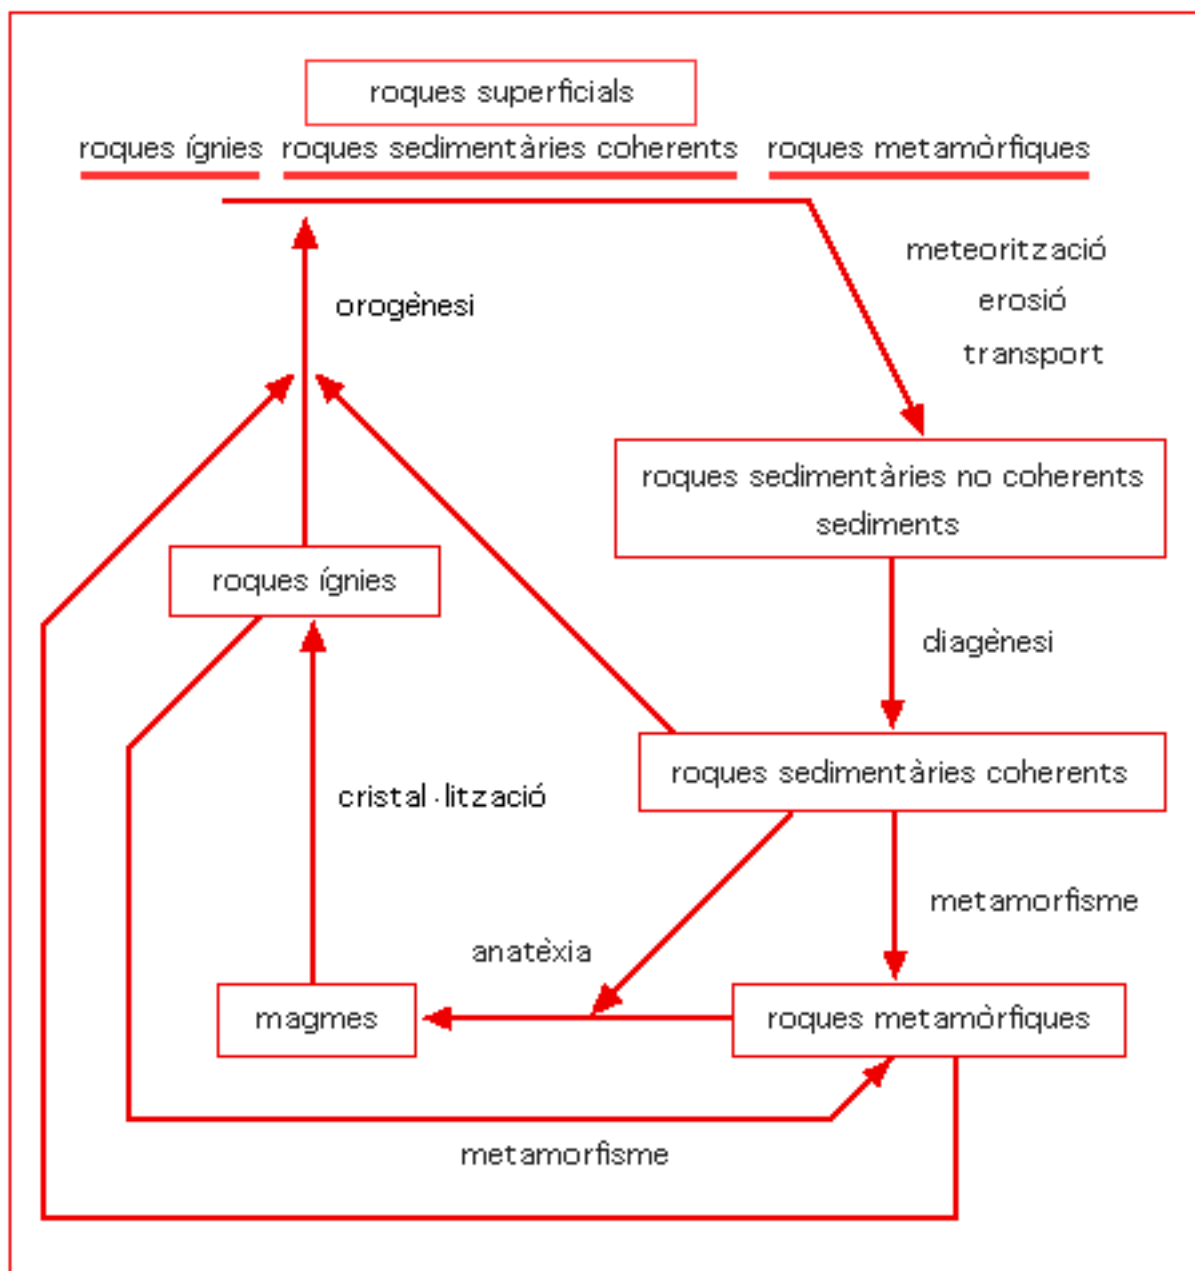 roques superficials
roques ígnies roques sedimentàries coherents roques metamòrfiques
meteorització
erosió
transport
orogènesi
roques sedimentàries no coherents
sediments
roques ígnies
diagènesi
roques sedimentàries coherents
cristal·lització
metamorfisme
anatèxia
magmes
roques metamòrfiques
metamorfisme